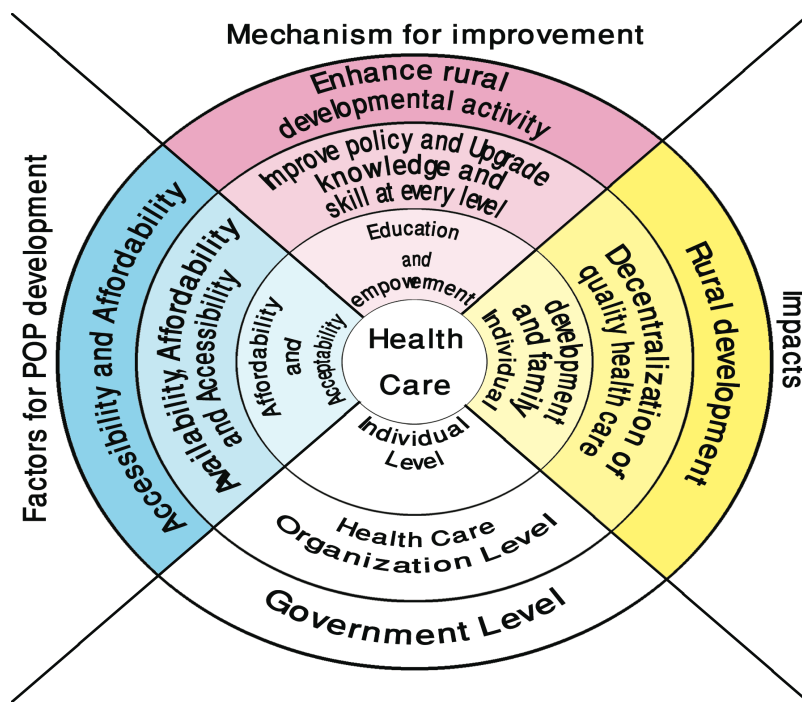 Mechanism for improvement
Enhance rural
developmental activity
Improve policy and Upgrade
knowledge and
skill at every level
Education
and
empowerment
Factors for POP development
Accessibility and Affordability
Availability, Affordability
and Accessibility
Affordability
and
Acceptability
Health
Care
Individual
and family
development
Decentralization of
quality health care
Rural development
Impacts
Individual
Level
Health Care
Organization Level
Government Level